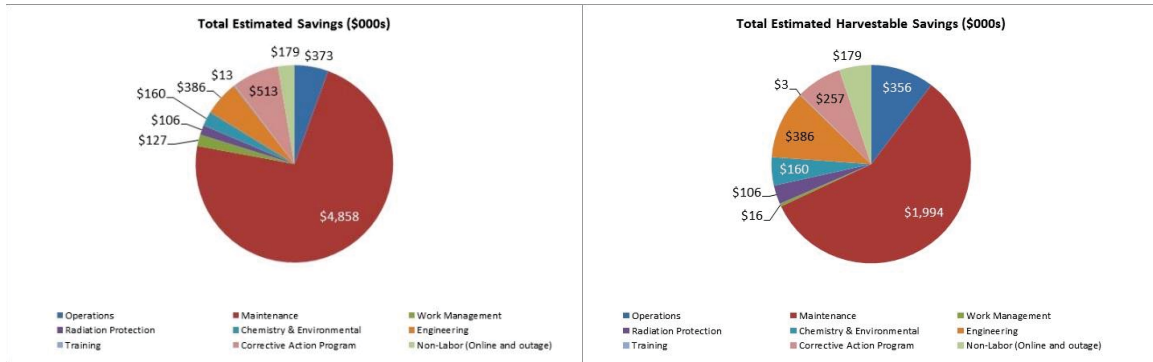 Total Estimated Savings ($000s)
$179 $373
$13
$513
$386
$160
$106
$127
$4,858
Operations Maintenance Work Management
Radiation Protection Chemistry & Environmental Engineering
Training Corrective Action Program Non-Labor (Online and outage)
Total Estimated Harvestable Savings ($000s)
$179
$356
$3
$257
$386
$160
$106
$16
$1,994
Operations Maintenance Work Management
Radiation Protection Chemistry & Environmental Engineering
Training Corrective Action Program Non-Labor (Online and outage)